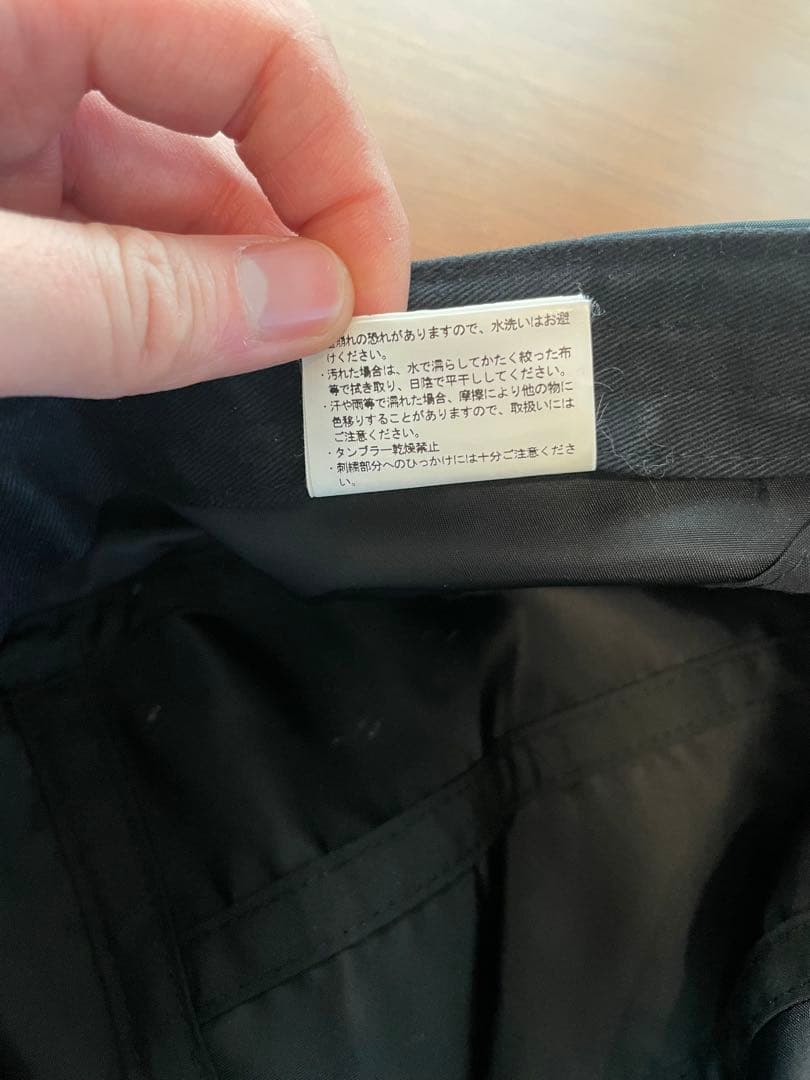 崩れの恐れがありますので、水洗いはお避
けください。
・汚れた場合は、水で濡らしてかたく絞った布
等で拭き取り、日陰で平干ししてください。
・汗や雨等で濡れた場合、摩擦により他の物に
色移りすることがありますので、取扱いには
ご注意ください。
・タンブラー乾燥禁止
・刺繍部分へのひっかけには十分ご注意くださ
い。